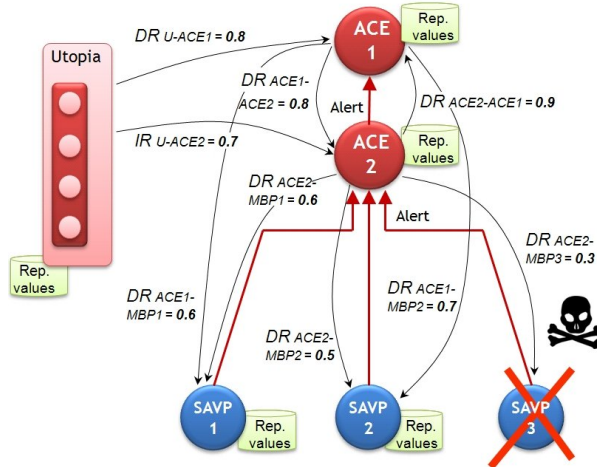 DR U-ACE1 = 0.8
ACE
1
Rep.
values
Utopia
DR ACE1-
ACE2 = 0.8
Alert
DR ACE2-ACE1 = 0.9
IR U-ACE2 = 0.7
ACE
2
Rep.
values
DR ACE2-
MBP1 = 0.6
Alert
DR ACE2-
MBP3 = 0.3
Rep.
values
DR ACE1-
MBP1 = 0.6
DR ACE1-
MBP2 = 0.7
DR ACE2-
MBP2 = 0.5
SAVP
1
Rep.
values
SAVP
2
Rep.
values
SAVP
3